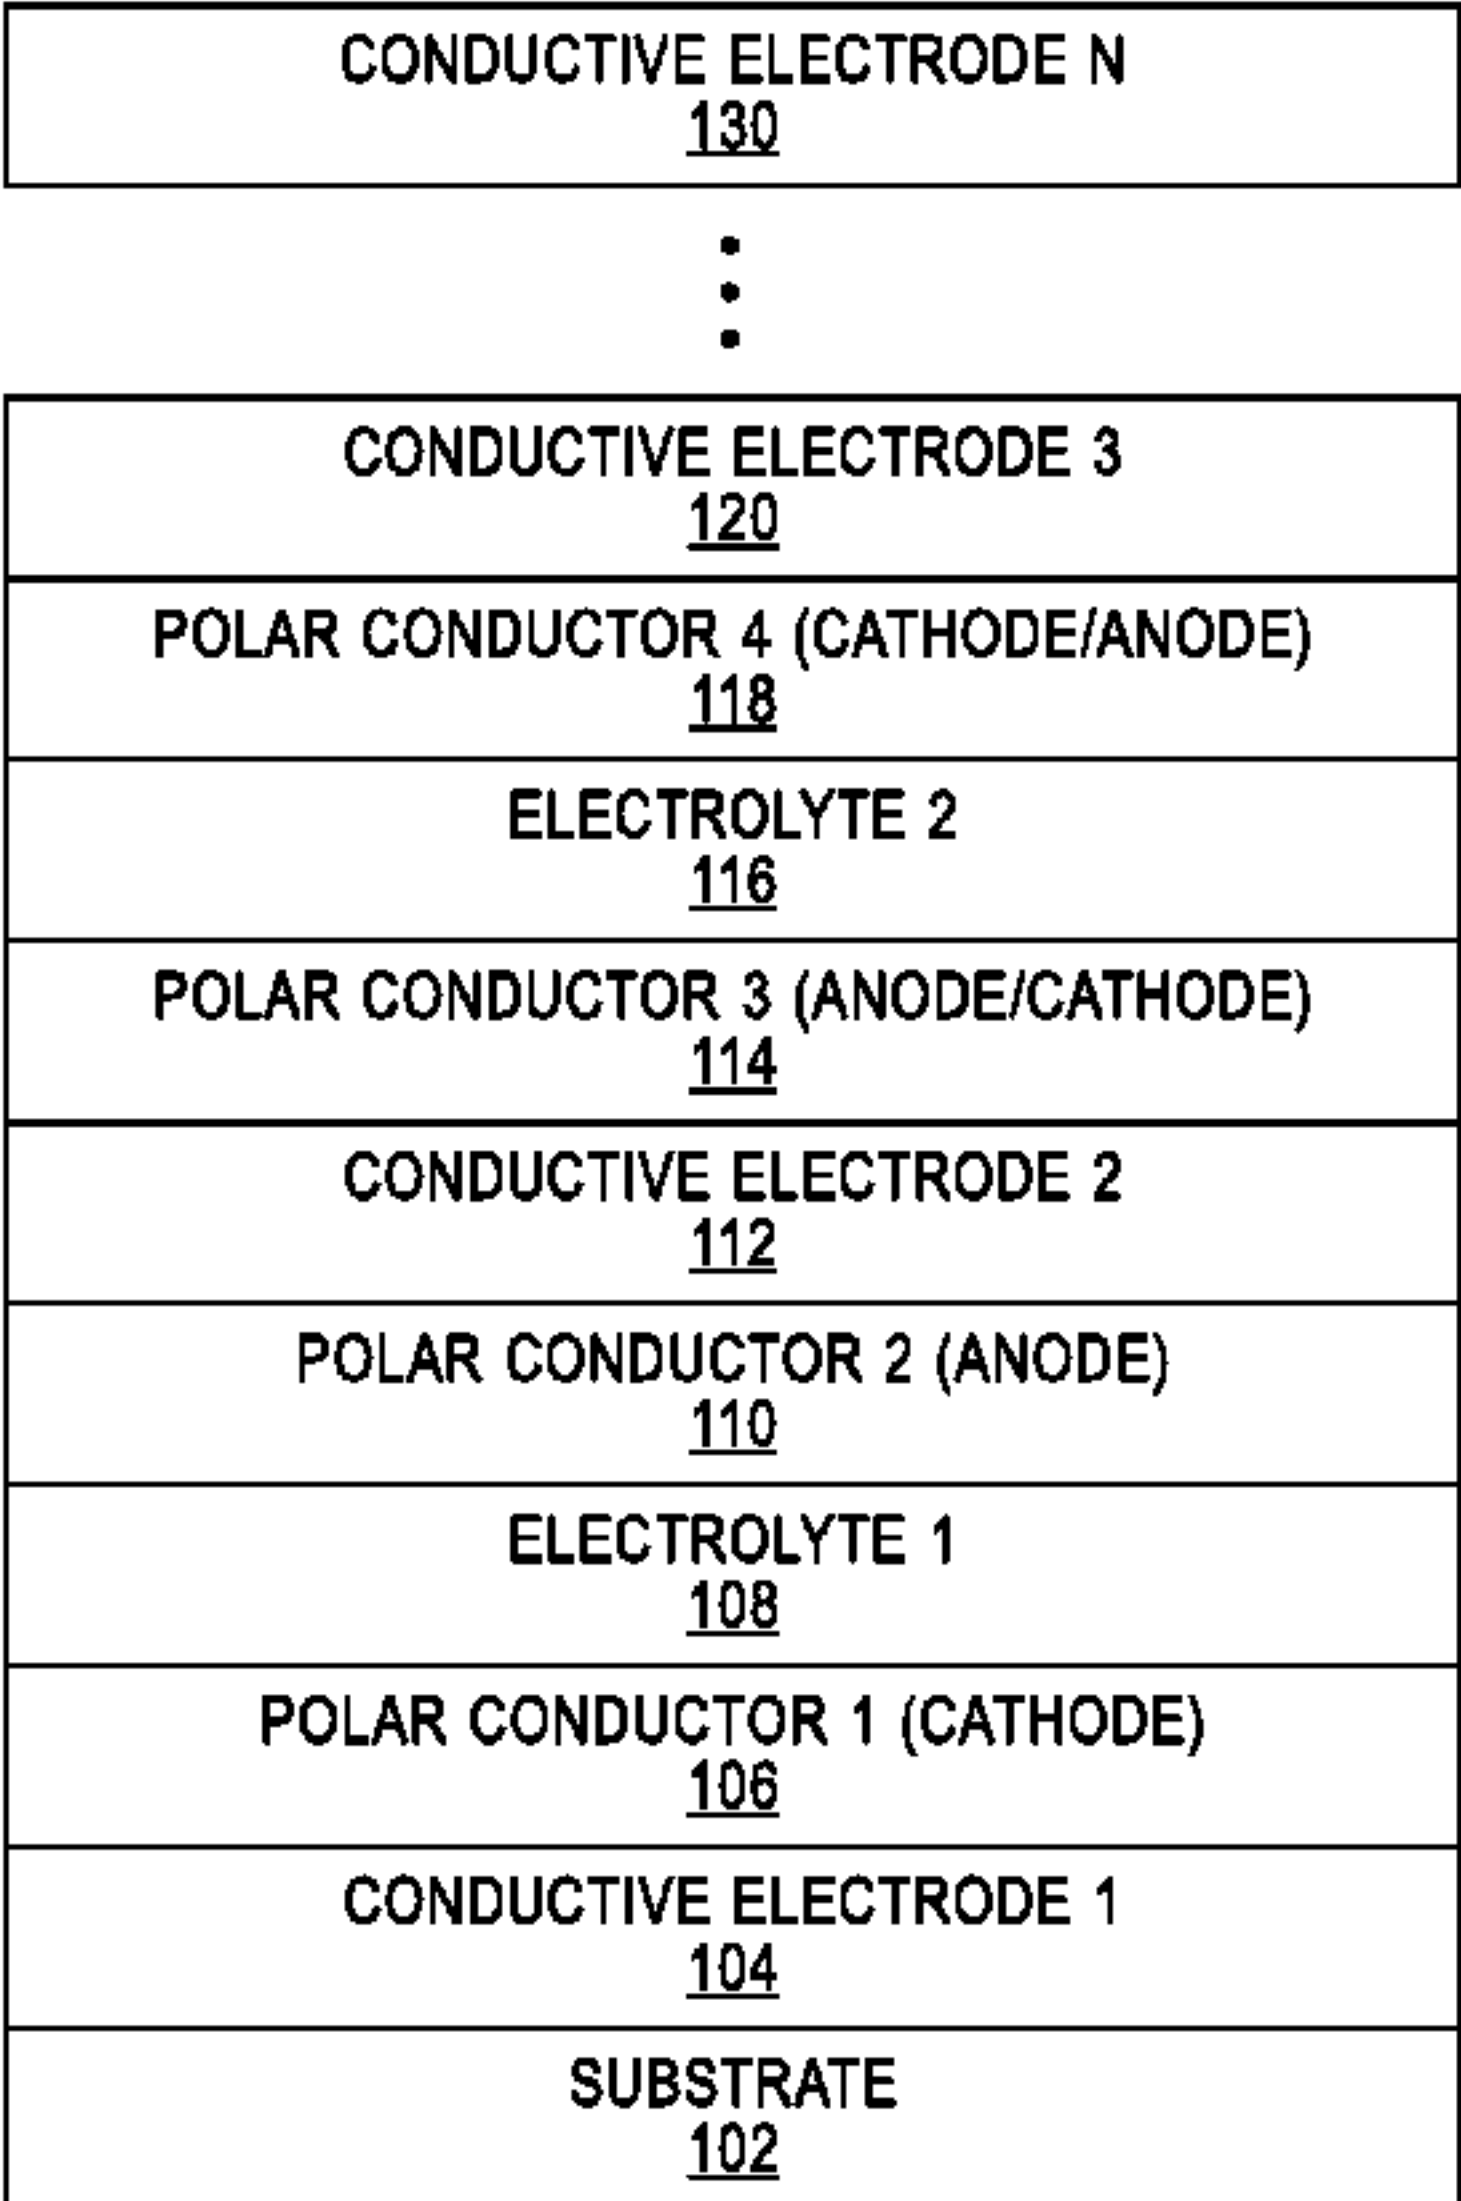 CONDUCTIVE ELECTRODE N
130
CONDUCTIVE ELECTRODE 3
120
POLAR CONDUCTOR 4 (CATHODE/ANODE)
118
ELECTROLYTE 2
116
POLAR CONDUCTOR 3 (ANODE/CATHODE)
114
CONDUCTIVE ELECTRODE 2
112
POLAR CONDUCTOR 2 (ANODE)
110
ELECTROLYTE 1
108
POLAR CONDUCTOR 1 (CATHODE)
106
CONDUCTIVE ELECTRODE 1
104
SUBSTRATE
102